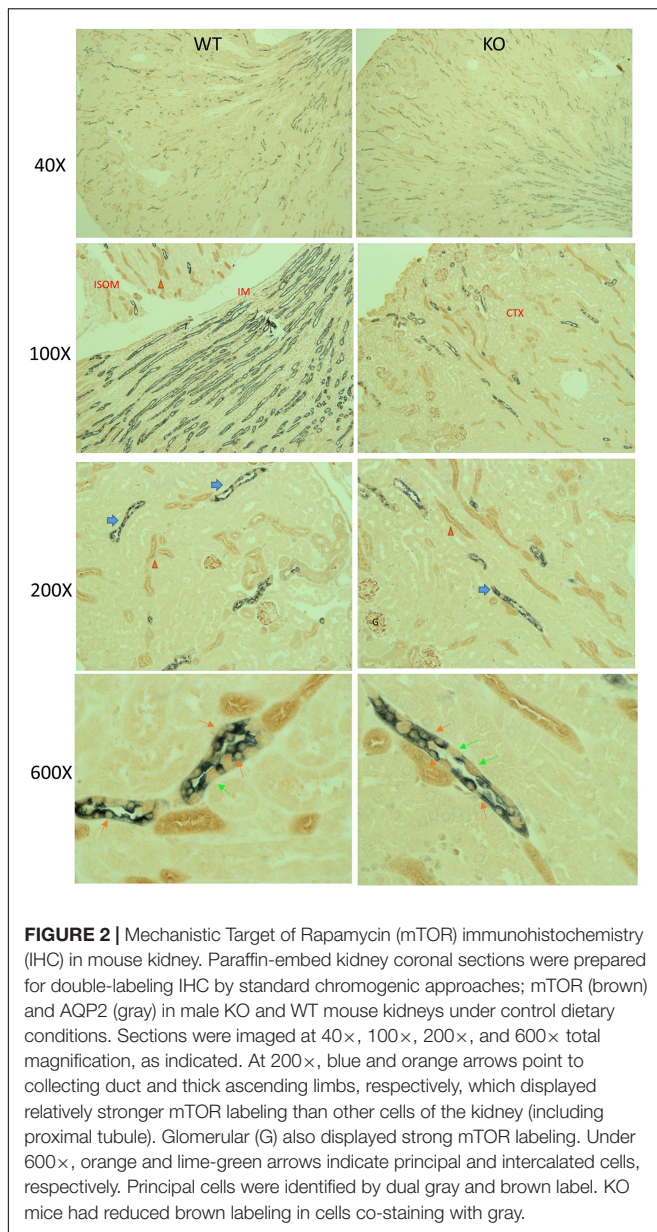 WT
KO
40X
ISOM
IM
CTX
100X
200X
G
600X
FIGURE 2 | Mechanistic Target of Rapamycin (mTOR) immunohistochemistry
(IHC) in mouse kidney. Paraffin-embed kidney coronal sections were prepared
for double-labeling IHC by standard chromogenic approaches; mTOR (brown)
and AQP2 (gray) in male KO and WT mouse kidneys under control dietary
conditions. Sections were imaged at 40×, 100×, 200×, and 600× total
magnification, as indicated. At 200×, blue and orange arrows point to
collecting duct and thick ascending limbs, respectively, which displayed
relatively stronger mTOR labeling than other cells of the kidney (including
proximal tubule). Glomerular (G) also displayed strong mTOR labeling. Under
600×, orange and lime-green arrows indicate principal and intercalated cells,
respectively. Principal cells were identified by dual gray and brown label. KO
mice had reduced brown labeling in cells co-staining with gray.